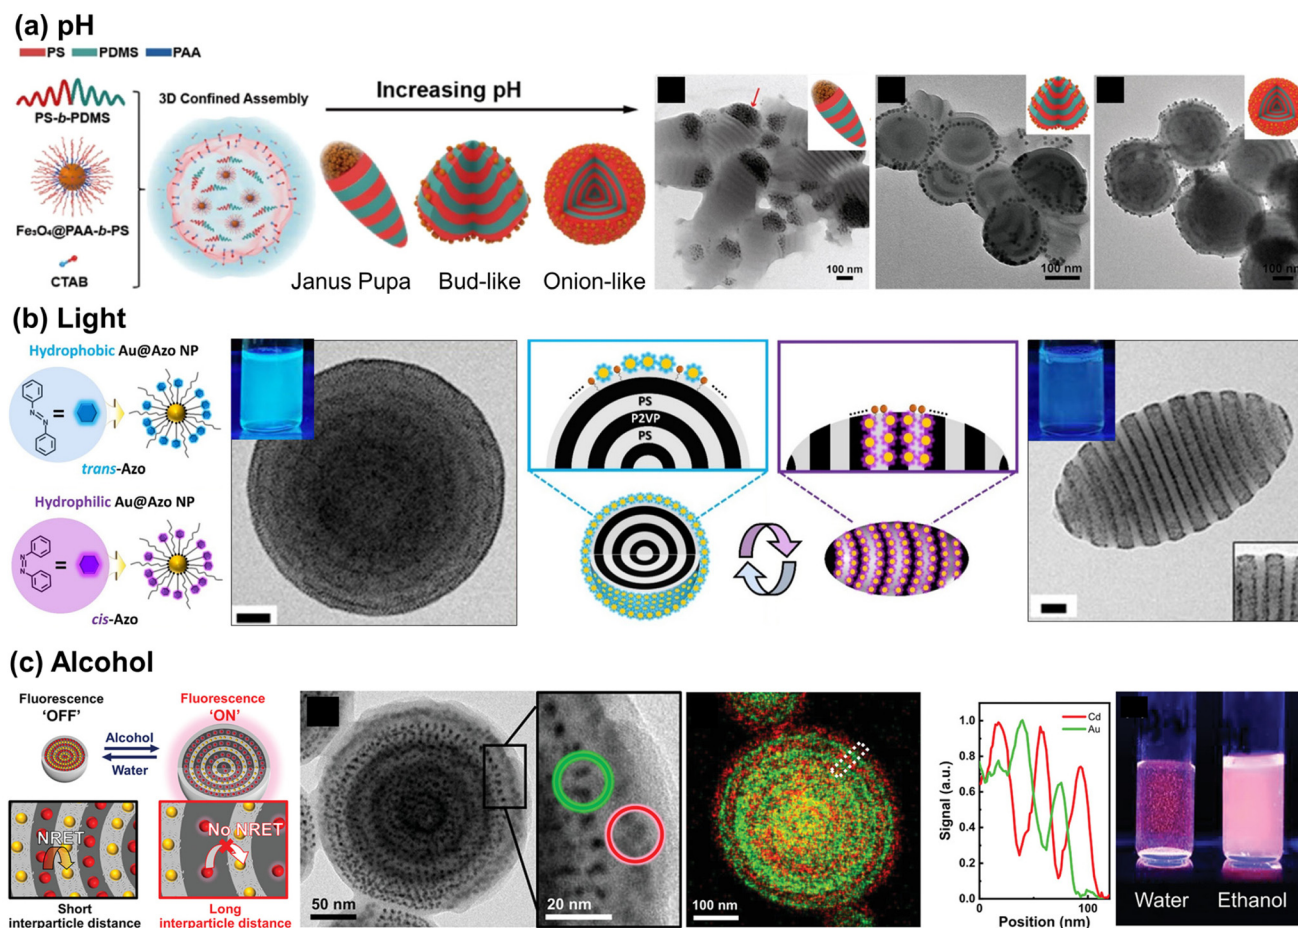 (a) pH
PS PDMS PAA
PS-b-PDMS
Fe₃O₄@PAA-b-PS
CTAB
3D Confined Assembly
Increasing pH
Janus Pupa
Bud-like
Onion-like
100 nm
100 nm
100 nm
(b) Light
Hydrophobic Au@Azo NP
N
N
=
trans-Azo
Hydrophilic Au@Azo NP
N
N
=
cis-Azo
PS
P2VP
PS
(c) Alcohol
Fluorescence
'OFF'
Alcohol
Water
Fluorescence
'ON'
NRET
No NRET
Short
interparticle distance
Long
interparticle distance
50 nm
20 nm
100 nm
Cd
Au
Signal (a.u.)
1.0
0.8
0.6
0.4
0.2
0.0
0
50
100
Position (nm)
Water
Ethanol